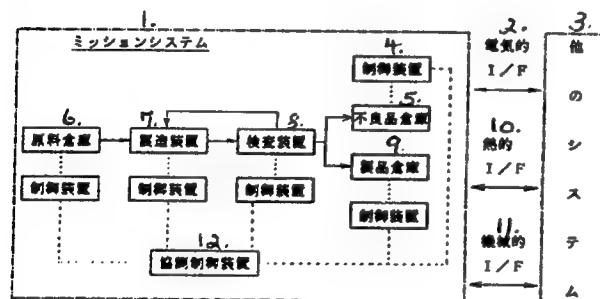 1.
ミッションシステム
2.
電気的
I/F
3.
他のシステム
4.
制御装置
5.
不良品倉庫
6.
原料倉庫
7.
製造装置
8.
検査装置
9.
製品倉庫
制御装置
制御装置
制御装置
制御装置
10.
熱的
I/F
11.
機械的
I/F
12.
協調制御装置